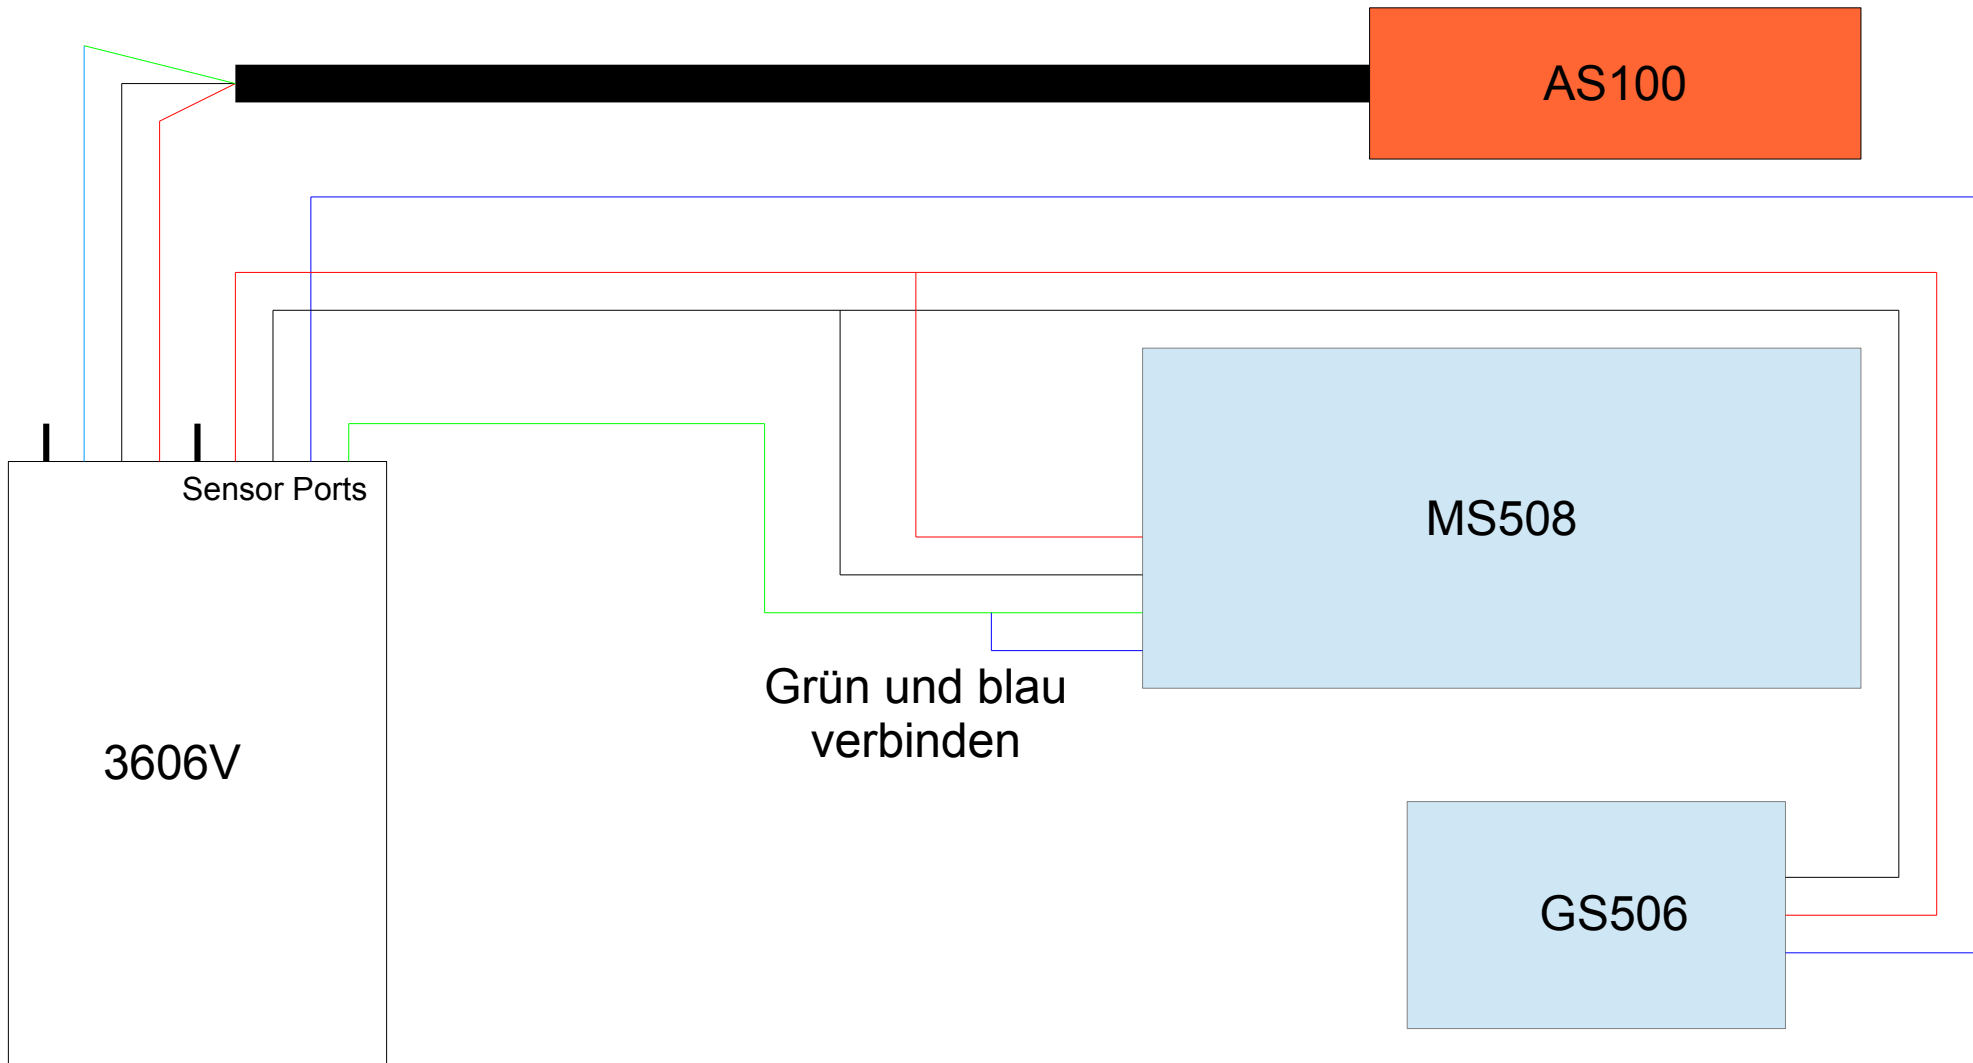 AS100
Sensor Ports
MS508
Grün und blau
verbinden
3606V
GS506